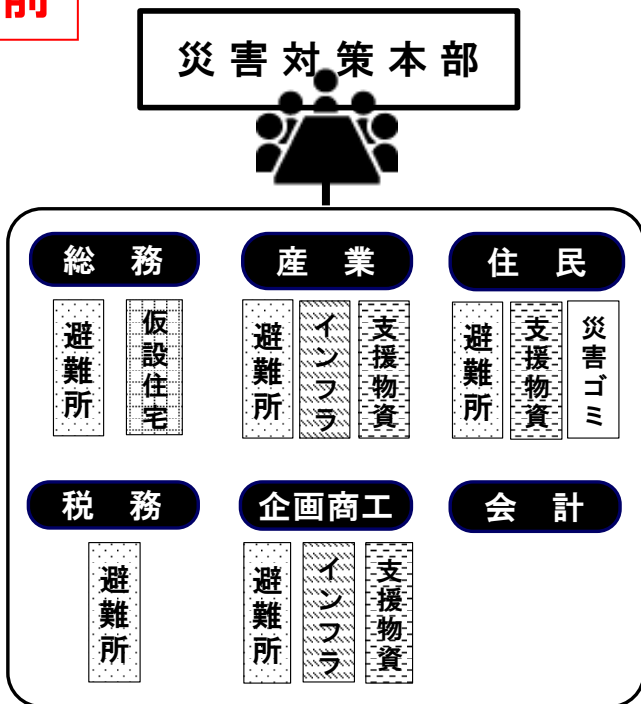 前
災害対策本部
総務
避難所
仮設住宅
産業
避難所
インフラ
支援物資
住民
避難所
支援物資
災害ゴミ
税務
避難所
企画商工
避難所
インフラ
支援物資
会計